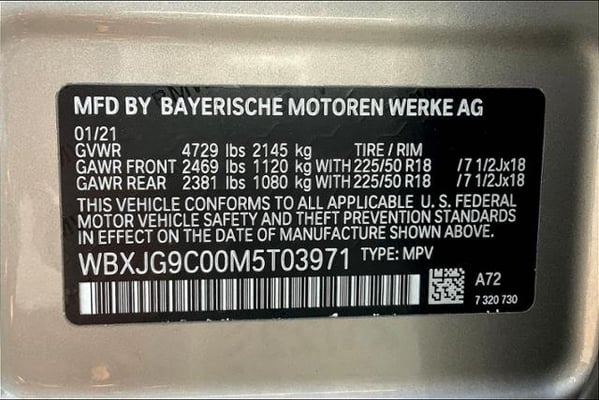 MFD BY BAYERISCHE MOTOREN WERKE AG
01/21
GVWR 4729 lbs 2145 kg TIRE / RIM
GAWR FRONT 2469 lbs 1120 kg WITH 225/50 R18 /7 1/2Jx18
GAWR REAR 2381 lbs 1080 kg WITH 225/50 R18 /7 1/2Jx18
THIS VEHICLE CONFORMS TO ALL APPLICABLE U. S. FEDERAL
MOTOR VEHICLE SAFETY AND THEFT PREVENTION STANDARDS
IN EFFECT ON THE DATE OF MANUFACTURE SHOWN ABOVE.
WBXJG9C00M5T03971 TYPE: MPV
A72
7 320 730